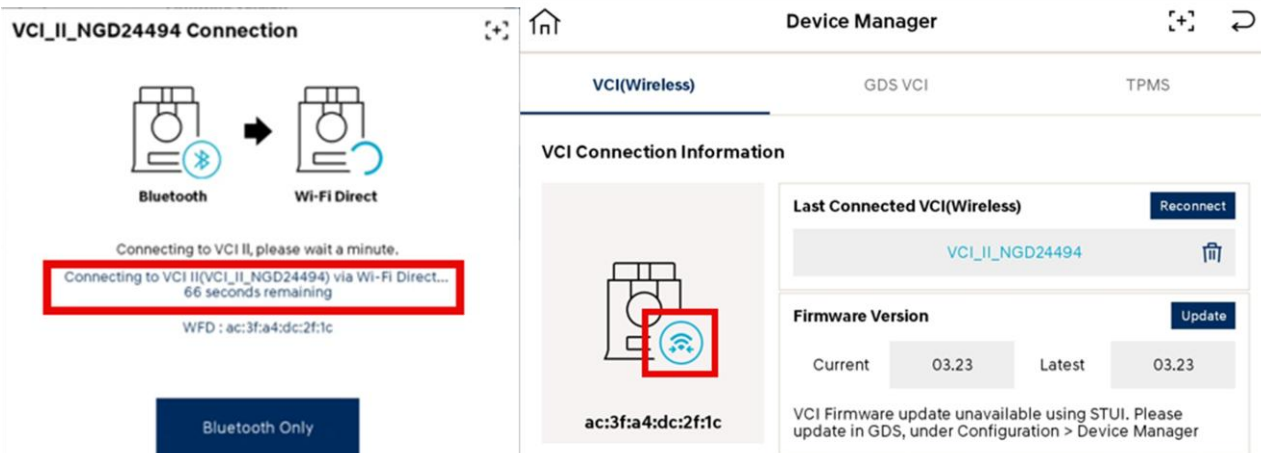 VCI_II_NGD24494 Connection
[+]
Bluetooth
Wi-Fi Direct
Connecting to VCI II, please wait a minute.
Connecting to VCI II(VCI_II_NGD24494) via Wi-Fi Direct...
66 seconds remaining
WFD : ac:3f:a4:dc:2f:1c
Bluetooth Only
Device Manager
[+]
VCI(Wireless)
GDS VCI
TPMS
VCI Connection Information
ac:3f:a4:dc:2f:1c
Last Connected VCI(Wireless)
Reconnect
VCI_II_NGD24494
Firmware Version
Update
Current
03.23
Latest
03.23
VCI Firmware update unavailable using STUI. Please
update in GDS, under Configuration > Device Manager